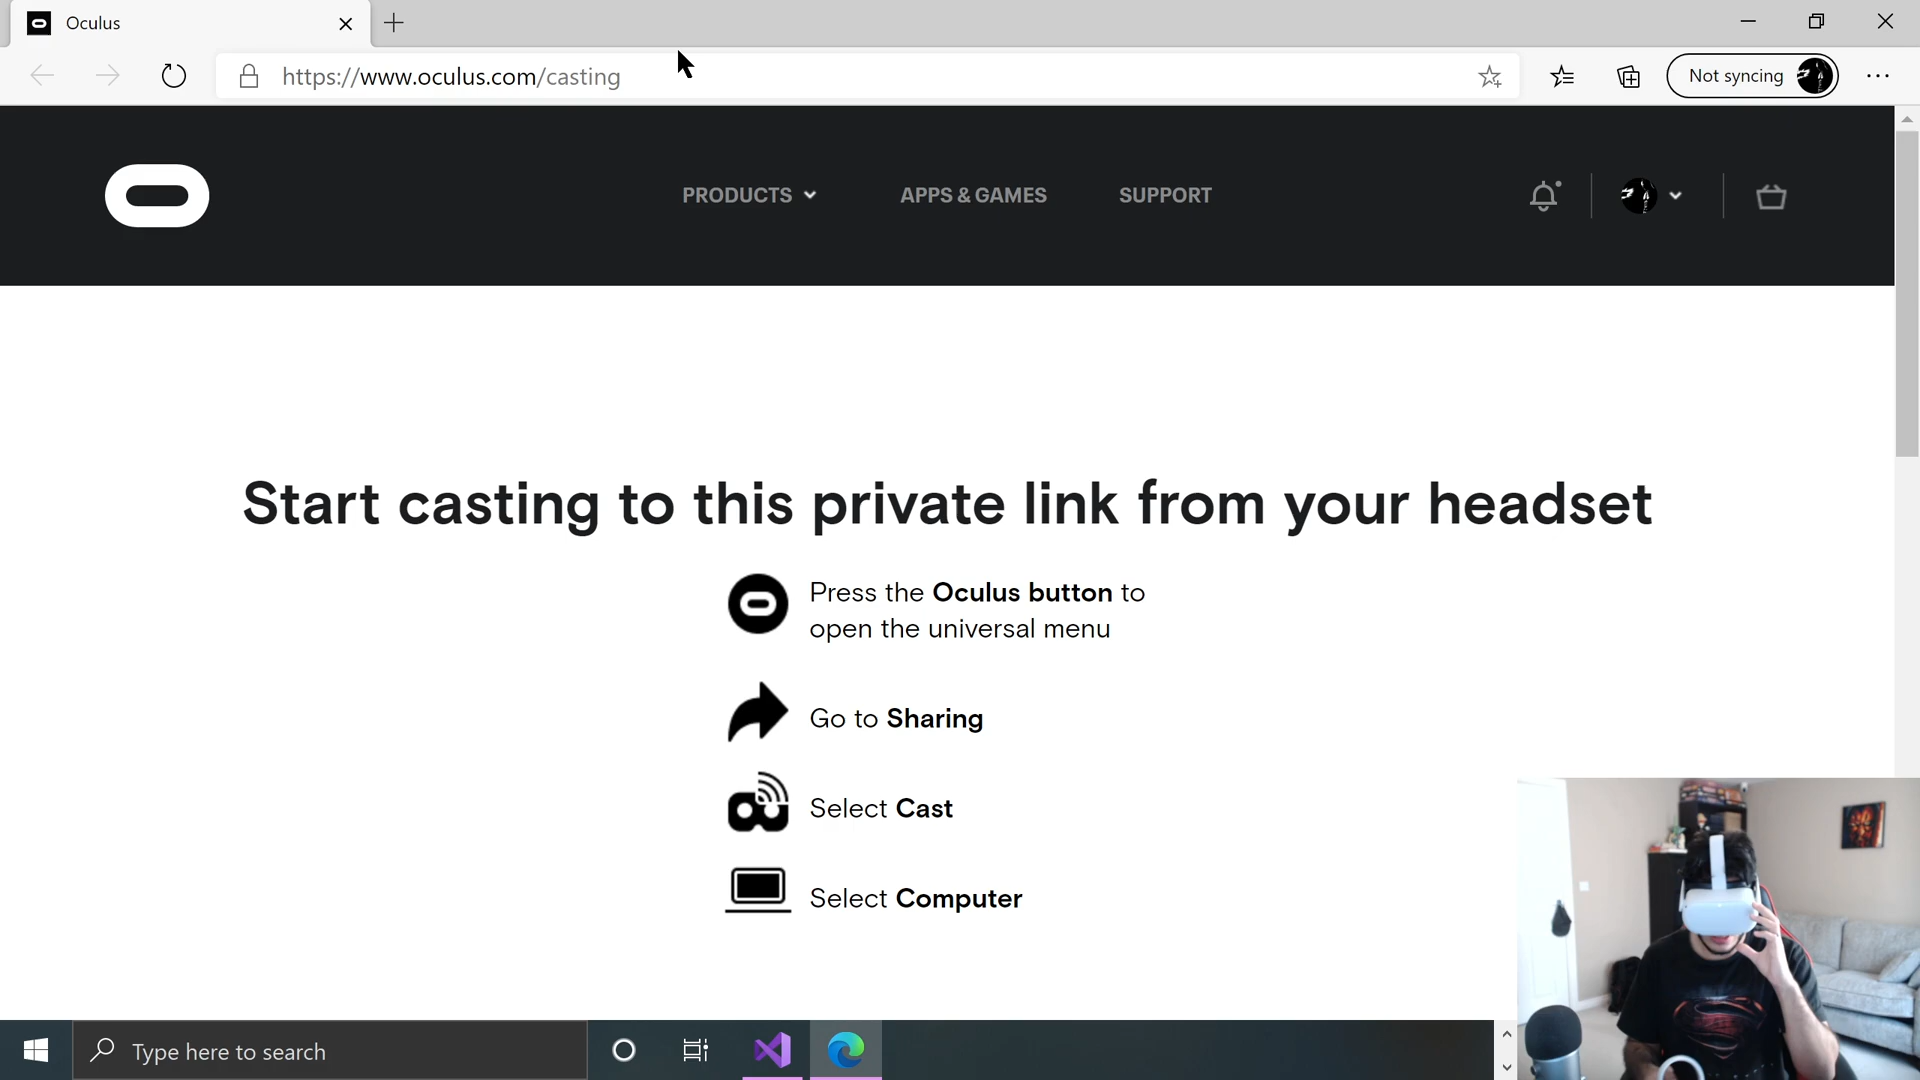 Oculus
https://www.oculus.com/casting
Not syncing
PRODUCTS
APPS & GAMES
SUPPORT
Start casting to this private link from your headset
Press the Oculus button to
open the universal menu
Go to Sharing
Select Cast
Select Computer
Type here to search